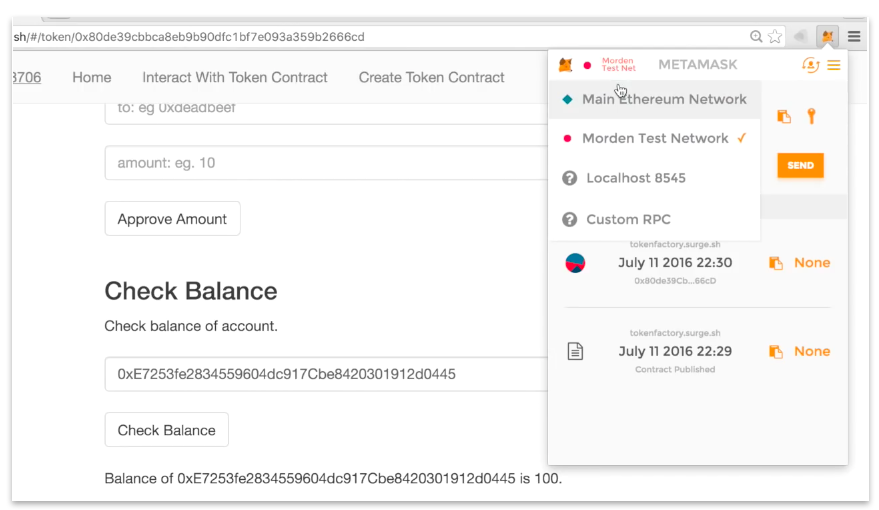 sh/#/token/0x80de39cbbca8eb9b90dfc1bf7e093a359b2666cd
3706 Home Interact With Token Contract Create Token Contract
to: eg 0xdeadbeef
amount: eg. 10
Approve Amount
Check Balance
Check balance of account.
0xE7253fe2834559604dc917Cbe8420301912d0445
Check Balance
Balance of 0xE7253fe2834559604dc917Cbe8420301912d0445 is 100.
Morden
Test Net
METAMASK
Main Ethereum Network
Morden Test Network ✓
Localhost 8545
Custom RPC
SEND
tokenfactory.surge.sh
July 11 2016 22:30 None
0x80de39Cb...66cD
tokenfactory.surge.sh
July 11 2016 22:29 None
Contract Published